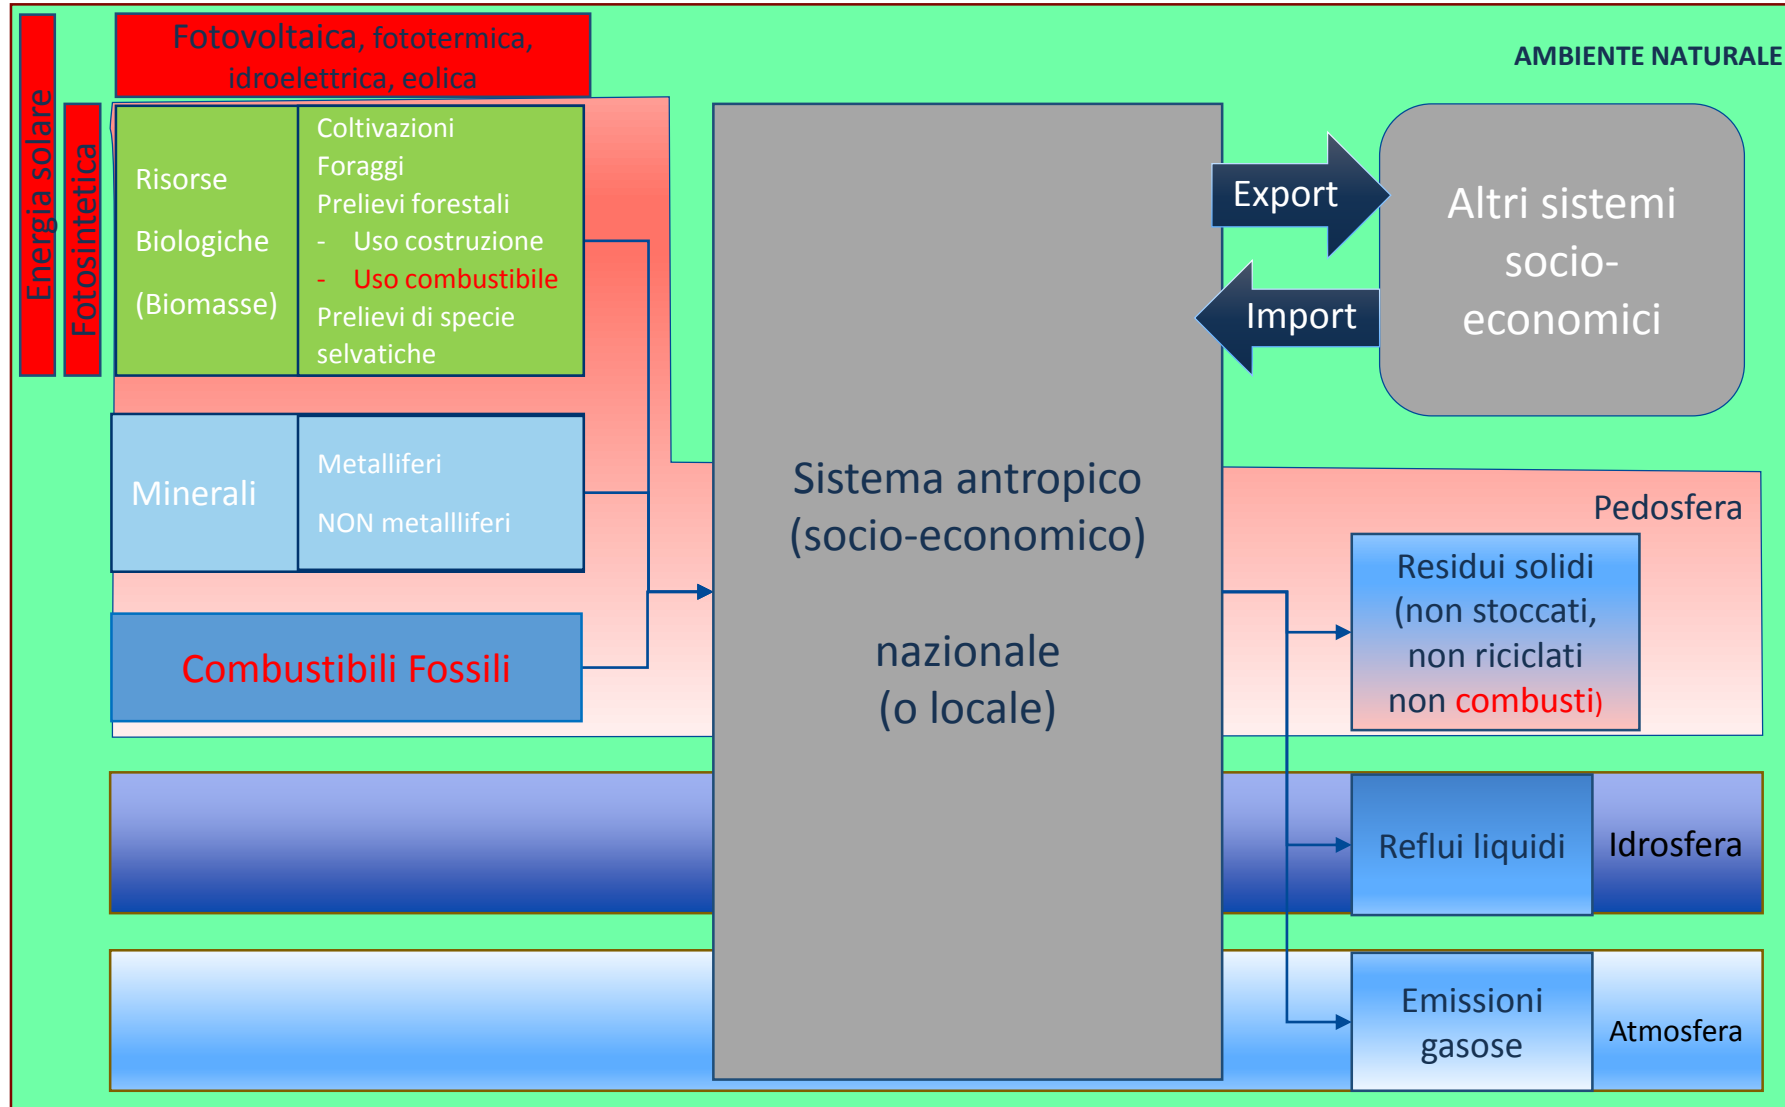 Fotovoltaica, fototermica,
idroelettrica, eolica
AMBIENTE NATURALE
Energia solare
Fotosintetica
Risorse
Biologiche
(Biomasse)
Coltivazioni
Foraggi
Prelievi forestali
- Uso costruzione
- Uso combustibile
Prelievi di specie
selvatiche
Minerali
Metalliferi
NON metallliferi
Combustibili Fossili
Sistema antropico
(socio-economico)
nazionale
(o locale)
Export
Import
Altri sistemi
socio-
economici
Pedosfera
Residui solidi
(non stoccati,
non riciclati
non combusti)
Reflui liquidi
Idrosfera
Emissioni
gasose
Atmosfera